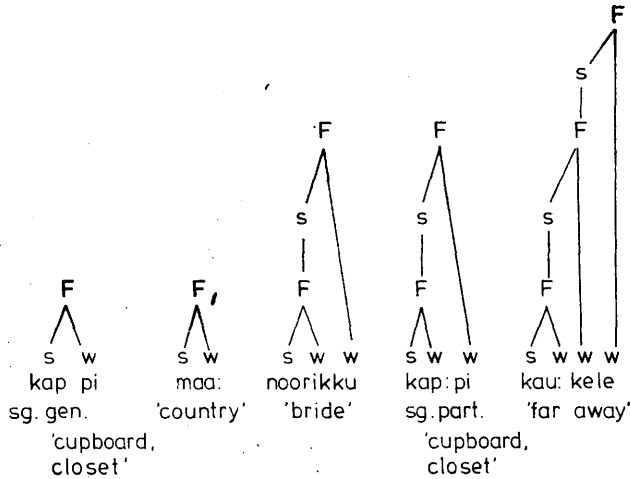 F
s
F F F
s s s
F F F F F
s w s w s w w s w w s w w w
kap pi maa: noorikku kap:pi kau: kele
sg. gen. 'country' 'bride' sg. part. 'far away'
'cupboard, closet' 'cupboard, closet'